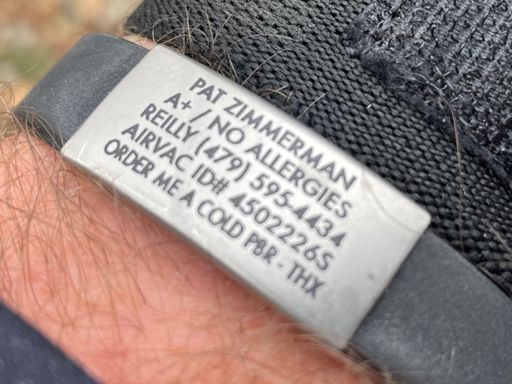 PAT ZIMMERMAN
A+ / NO ALLERGIES
REILLY (479) 595-4434
AIRVAC ID# 4502226S
ORDER ME A COLD PBR - THX